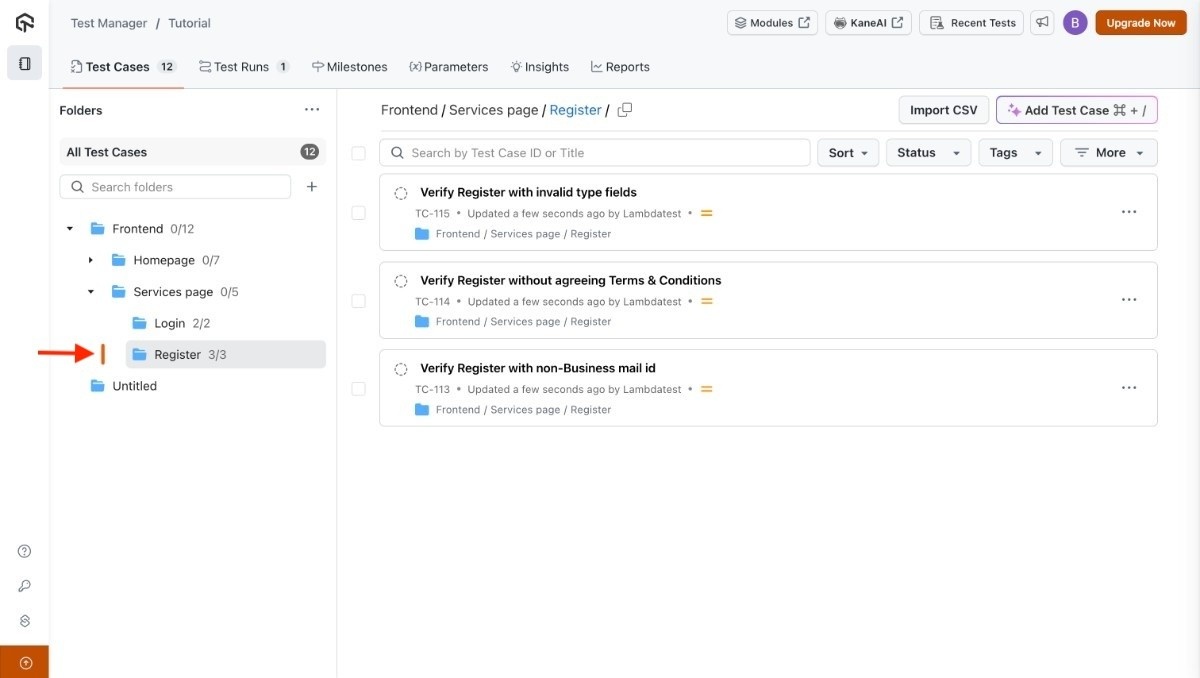 Test Manager / Tutorial
Modules
KaneAI
Recent Tests
B
Upgrade Now
Test Cases 12
Test Runs 1
Milestones
{x} Parameters
Insights
Reports
Folders
All Test Cases 12
Search folders
Frontend 0/12
Homepage 0/7
Services page 0/5
Login 2/2
Register 3/3
Untitled
Frontend / Services page / Register /
Import CSV
Add Test Case ⌘ + /
Search by Test Case ID or Title
Sort
Status
Tags
More
Verify Register with invalid type fields
TC-115 • Updated a few seconds ago by Lambdatest •
Frontend / Services page / Register
Verify Register without agreeing Terms & Conditions
TC-114 • Updated a few seconds ago by Lambdatest •
Frontend / Services page / Register
Verify Register with non-Business mail id
TC-113 • Updated a few seconds ago by Lambdatest •
Frontend / Services page / Register